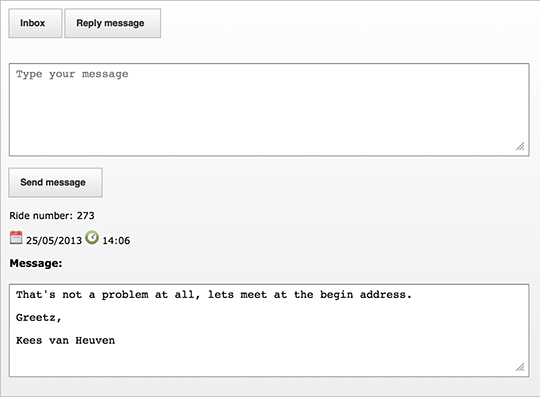 Inbox Reply message
Type your message
Send message
Ride number: 273
25/05/2013 14:06
Message:
That's not a problem at all, lets meet at the begin address.
Greetz,
Kees van Heuven